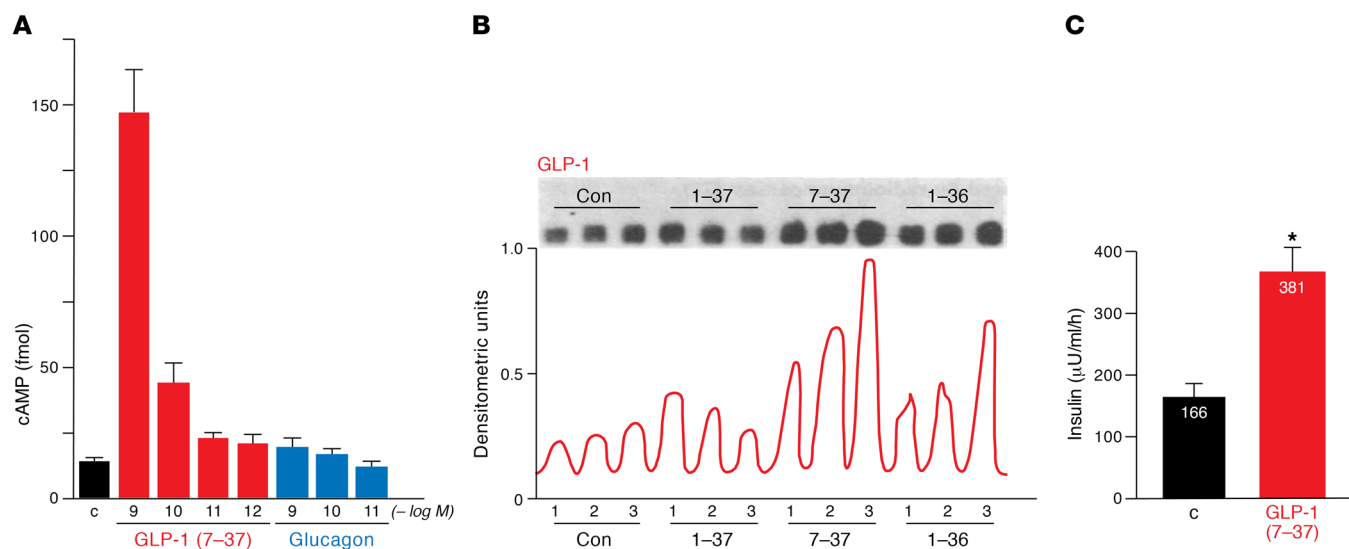 A
cAMP (fmol)
150
100
50
0
c 9 10 11 12 9 10 11 (– log M)
GLP-1 (7–37) Glucagon
B
GLP-1
Con 1–37 7–37 1–36
Densitometric units
1.0
0.5
0
1 2 3 1 2 3 1 2 3 1 2 3
Con 1–37 7–37 1–36
C
Insulin (μU/ml/h)
400
300
200
100
0
*
166 381
c GLP-1
(7–37)